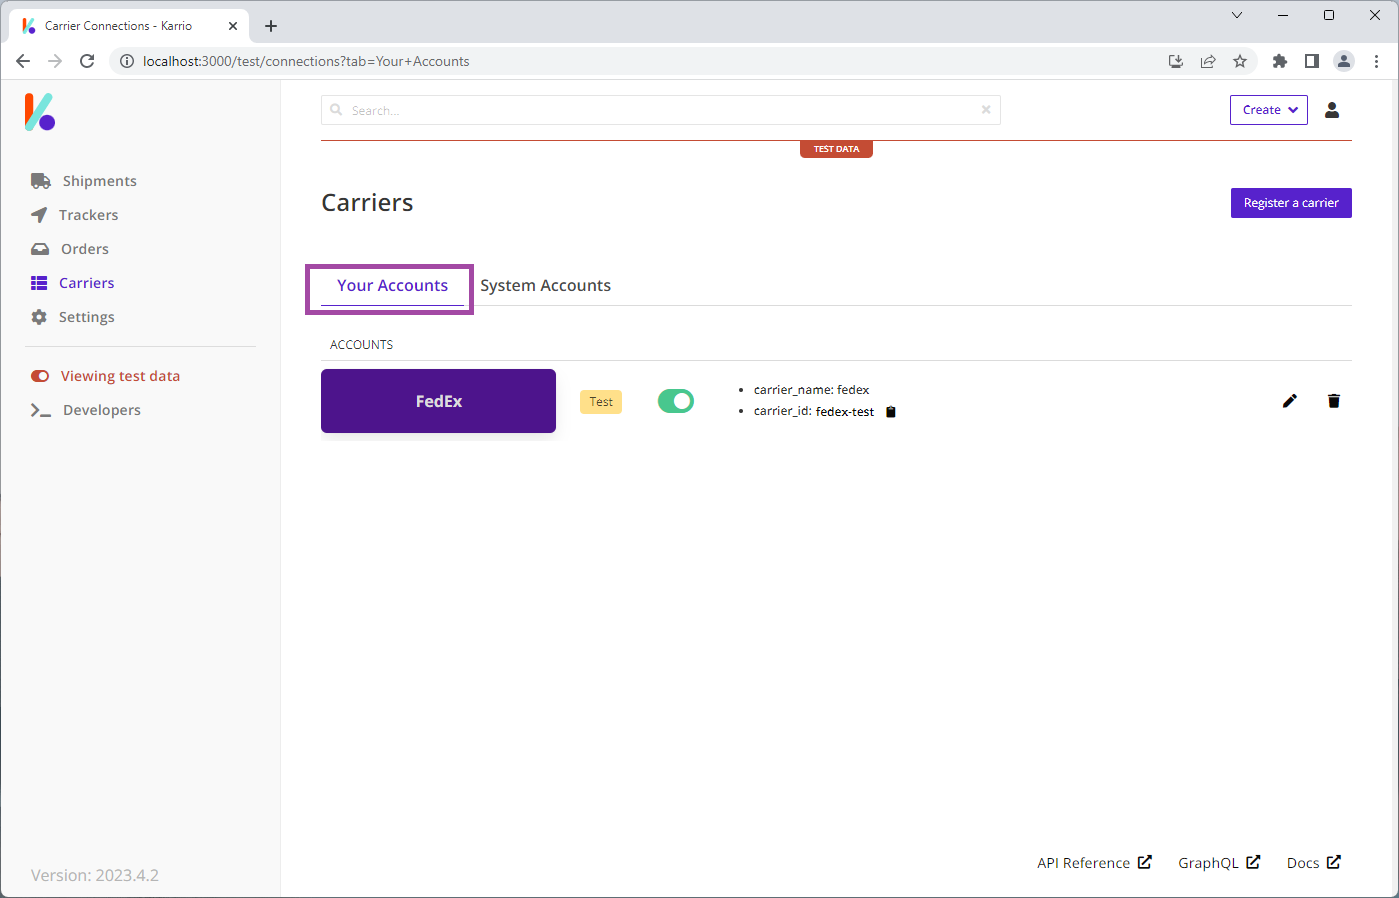 Carrier Connections - Karrio
localhost:3000/test/connections?tab=Your+Accounts
Search...
Create
TEST DATA
Shipments
Trackers
Orders
Carriers
Settings
Viewing test data
Developers
Carriers
Register a carrier
Your Accounts System Accounts
ACCOUNTS
FedEx
Test
• carrier_name: fedex
• carrier_id: fedex-test
API Reference GraphQL Docs
Version: 2023.4.2